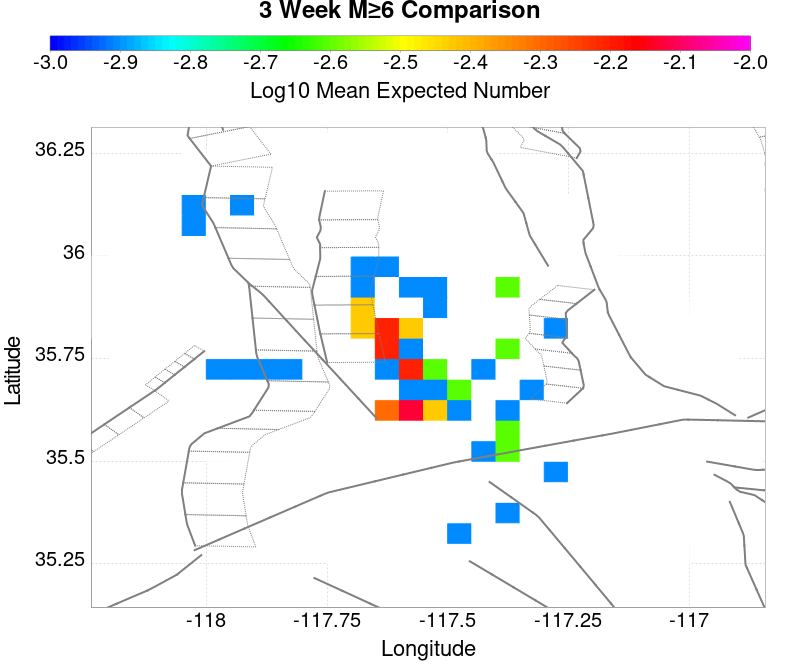 3 Week M≥6 Comparison
-3.0 -2.9 -2.8 -2.7 -2.6 -2.5 -2.4 -2.3 -2.2 -2.1 -2.0
Log10 Mean Expected Number
36.25
36
35.75
35.5
35.25
Latitude
-118 -117.75 -117.5 -117.25 -117
Longitude